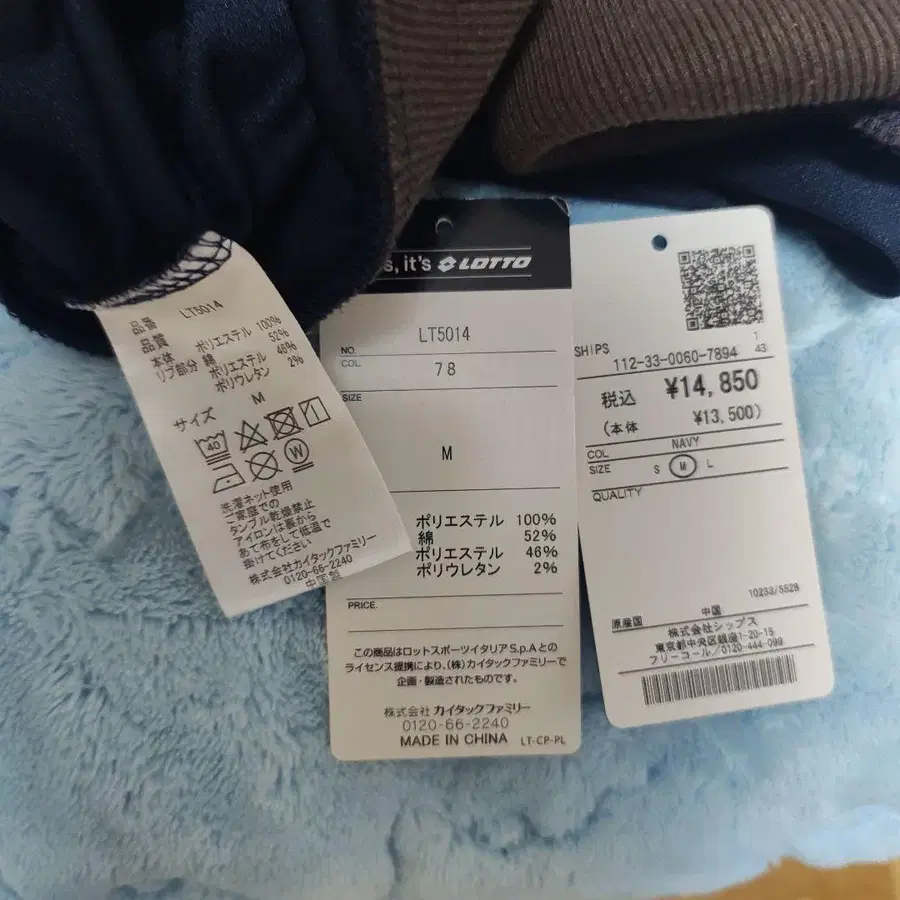 品番 LT5014
品質
本体 ポリエステル 100%
リブ部分 綿 52%
ポリエステル 46%
ポリウレタン 2%
サイズ M
40
W
洗濯ネット使用
ご家庭での
タンブル乾燥禁止
アイロンは裏から
あて布をして低温で
掛けてください
株式会社カイタックファミリー
0120-66-2240
中国製
s, it's LOTTO
NO. LT5014
COL 78
SIZE
M
ポリエステル 100%
綿 52%
ポリエステル 46%
ポリウレタン 2%
PRICE.
この商品はロットスポーツイタリア S.p.Aとの
ライセンス提携により、(株)カイタックファミリーで
企画・製造されたものです。
株式会社 カイタックファミリー
0120-66-2240
MADE IN CHINA LT-CP-PL
SHIPS 1
112-33-0060-7894 43
税込 ¥14,850
(本体 ¥13,500)
COL NAVY
SIZE S M L
QUALITY
10233/5528
原産国 中国
株式会社シップス
東京都中央区銀座1-20-15
フリーコール/0120-444-099